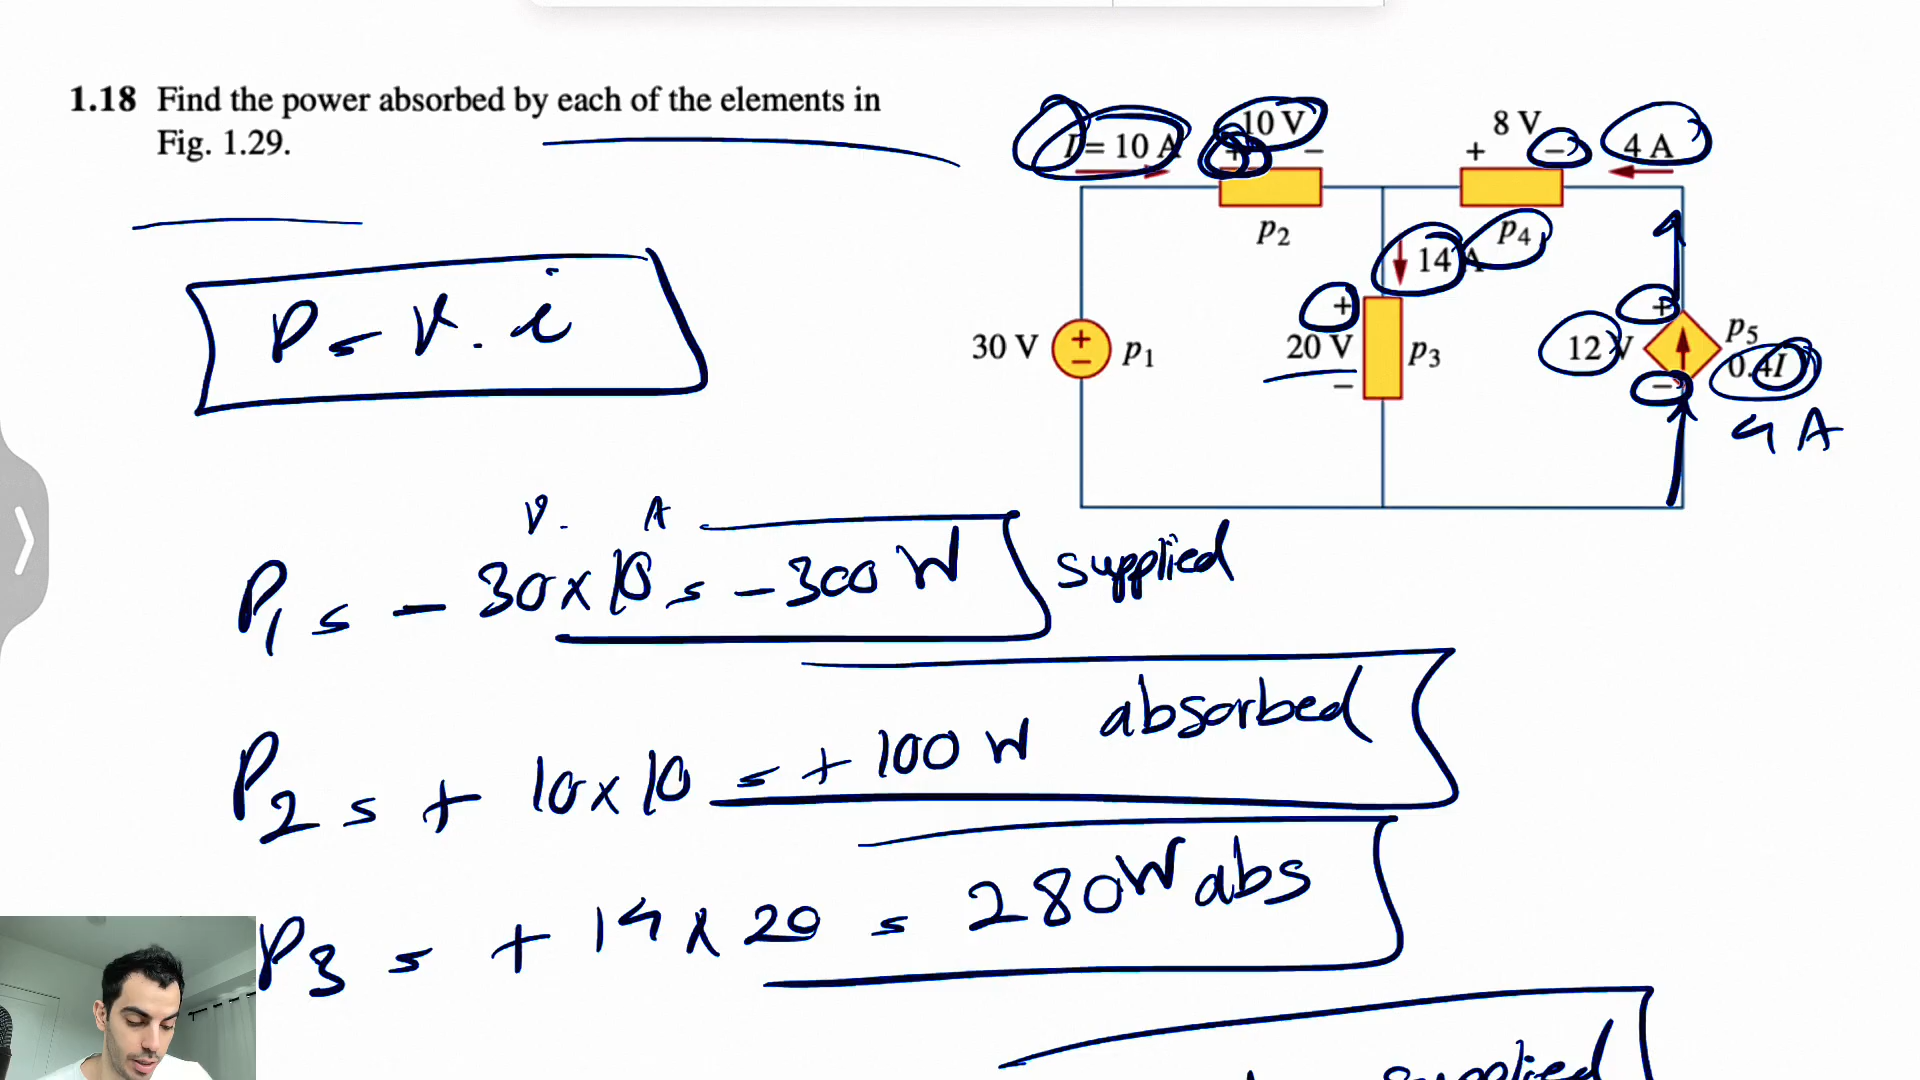 1.18 Find the power absorbed by each of the elements in
Fig. 1.29.
I = 10 A
10 V
+ −
p2
8 V
+ −
4 A
p4
14 A
30 V
+
−
p1
+
20 V
−
p3
+
12 V
−
p5
0.4I
4 A
P = V. i
V. A
P1 = - 30 x 10 = - 300 W supplied
P2 = + 10 x 10 = + 100 W absorbed
P3 = + 14 x 20 = 280 W abs
supplied